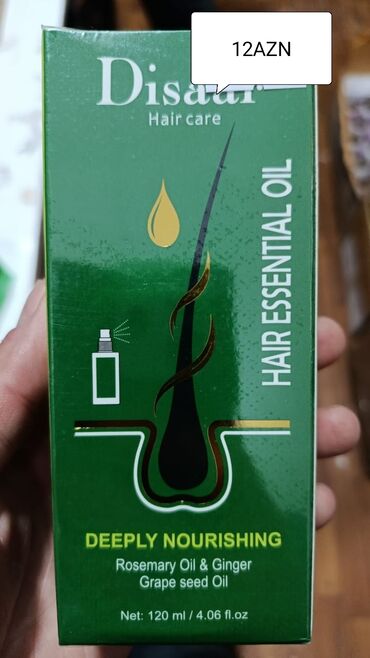 12AZN
Disaar
Hair care
HAIR ESSENTIAL OIL
DEEPLY NOURISHING
Rosemary Oil & Ginger
Grape seed Oil
Net: 120 ml / 4.06 fl.oz